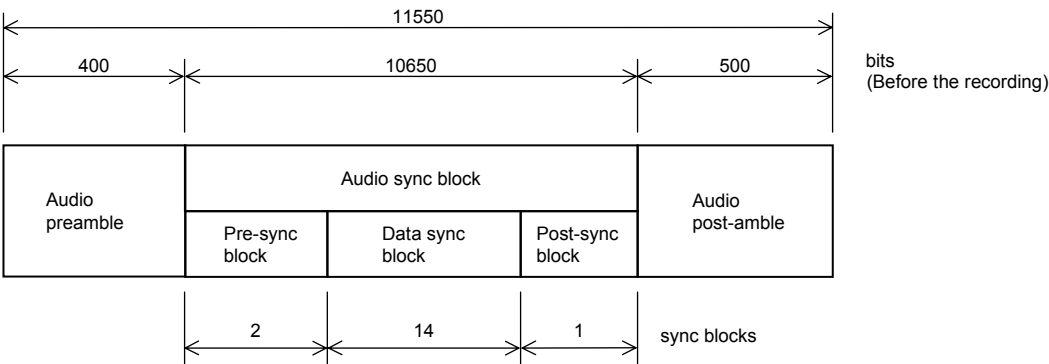 11550
400
10650
500
bits
(Before the recording)
Audio
preamble
Audio sync block
Audio
post-amble
Pre-sync
block
Data sync
block
Post-sync
block
2
14
1
sync blocks